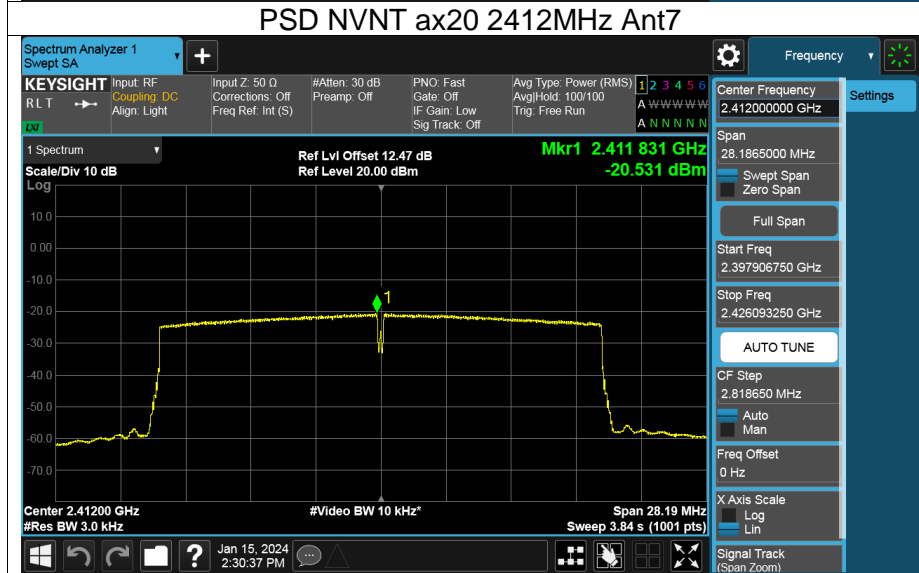 PSD NVNT ax20 2412MHz Ant7
Spectrum Analyzer 1
Swept SA
+
Frequency
KEYSIGHT
RLT
LXI
Input: RF
Coupling: DC
Align: Light
Input Z: 50 Ω
Corrections: Off
Freq Ref: Int (S)
#Atten: 30 dB
Preamp: Off
PNO: Fast
Gate: Off
IF Gain: Low
Sig Track: Off
Avg Type: Power (RMS)
Avg|Hold: 100/100
Trig: Free Run
1 2 3 4 5 6
A W W W W W
A N N N N N
1 Spectrum
Scale/Div 10 dB
Ref Lvl Offset 12.47 dB
Ref Level 20.00 dBm
Mkr1 2.411 831 GHz
-20.531 dBm
Log
10.0
0.00
-10.0
-20.0
-30.0
-40.0
-50.0
-60.0
-70.0
1
Center 2.41200 GHz
#Res BW 3.0 kHz
#Video BW 10 kHz*
Span 28.19 MHz
Sweep 3.84 s (1001 pts)
Center Frequency
2.412000000 GHz
Settings
Span
28.1865000 MHz
Swept Span
Zero Span
Full Span
Start Freq
2.397906750 GHz
Stop Freq
2.426093250 GHz
AUTO TUNE
CF Step
2.818650 MHz
Auto
Man
Freq Offset
0 Hz
X Axis Scale
Log
Lin
Signal Track
(Span Zoom)
?
Jan 15, 2024
2:30:37 PM